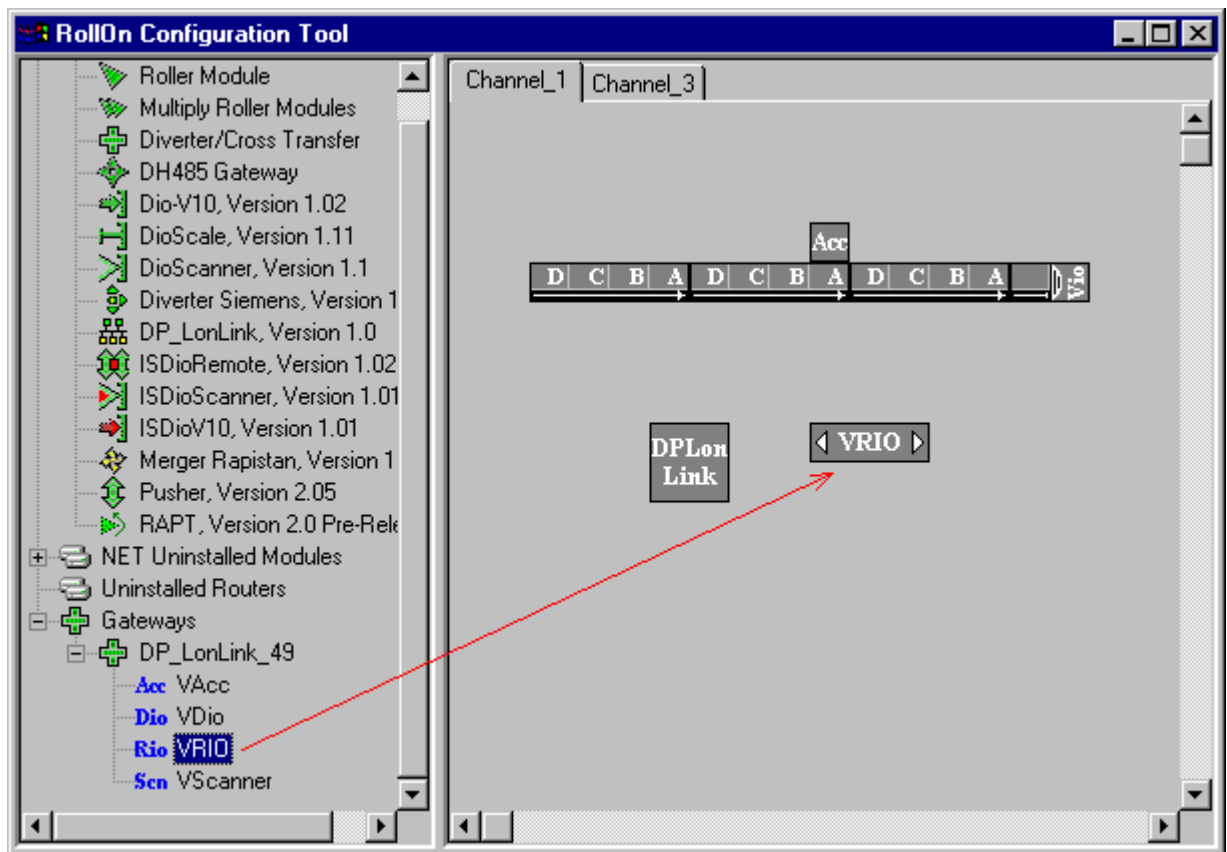 RollOn Configuration Tool
Roller Module
Multiply Roller Modules
Diverter/Cross Transfer
DH485 Gateway
Dio-V10, Version 1.02
DioScale, Version 1.11
DioScanner, Version 1.1
Diverter Siemens, Version 1
DP_LonLink, Version 1.0
ISDioRemote, Version 1.02
ISDioScanner, Version 1.01
ISDioV10, Version 1.01
Merger Rapistan, Version 1
Pusher, Version 2.05
RAPT, Version 2.0 Pre-Rele
NET Uninstalled Modules
Uninstalled Routers
Gateways
DP_LonLink_49
Acc VAcc
Dio VDio
Rio VRIO
Scn VScanner
Channel_1 Channel_3
Acc
D C B A D C B A D C B A Vio
DPLon
Link
VRIO